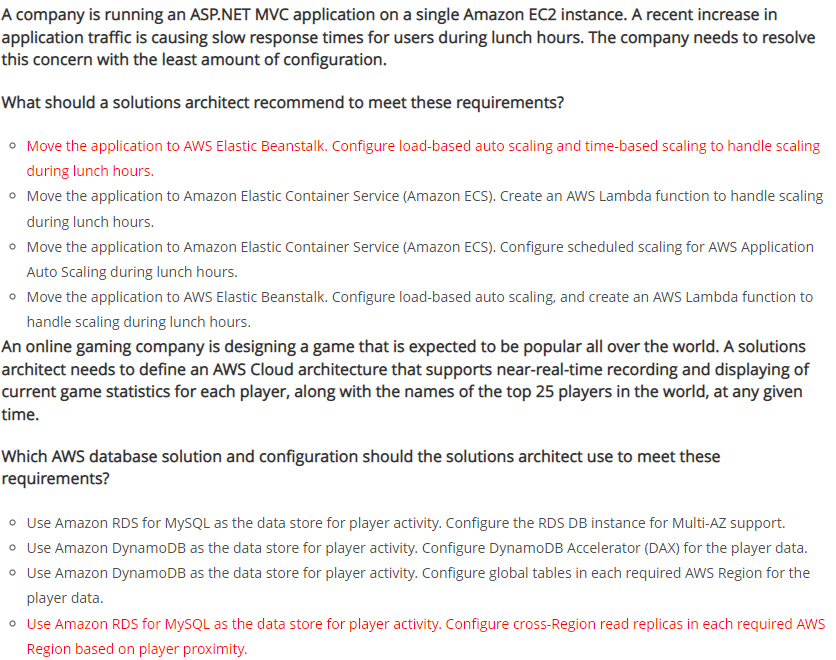 A company is running an ASP.NET MVC application on a single Amazon EC2 instance. A recent increase in
application traffic is causing slow response times for users during lunch hours. The company needs to resolve
this concern with the least amount of configuration.
What should a solutions architect recommend to meet these requirements?
Move the application to AWS Elastic Beanstalk. Configure load-based auto scaling and time-based scaling to handle scaling
during lunch hours.
Move the application to Amazon Elastic Container Service (Amazon ECS). Create an AWS Lambda function to handle scaling
during lunch hours.
Move the application to Amazon Elastic Container Service (Amazon ECS). Configure scheduled scaling for AWS Application
Auto Scaling during lunch hours.
Move the application to AWS Elastic Beanstalk. Configure load-based auto scaling, and create an AWS Lambda function to
handle scaling during lunch hours.
An online gaming company is designing a game that is expected to be popular all over the world. A solutions
architect needs to define an AWS Cloud architecture that supports near-real-time recording and displaying of
current game statistics for each player, along with the names of the top 25 players in the world, at any given
time.
Which AWS database solution and configuration should the solutions architect use to meet these
requirements?
Use Amazon RDS for MySQL as the data store for player activity. Configure the RDS DB instance for Multi-AZ support.
Use Amazon DynamoDB as the data store for player activity. Configure DynamoDB Accelerator (DAX) for the player data.
Use Amazon DynamoDB as the data store for player activity. Configure global tables in each required AWS Region for the
player data.
Use Amazon RDS for MySQL as the data store for player activity. Configure cross-Region read replicas in each required AWS
Region based on player proximity.